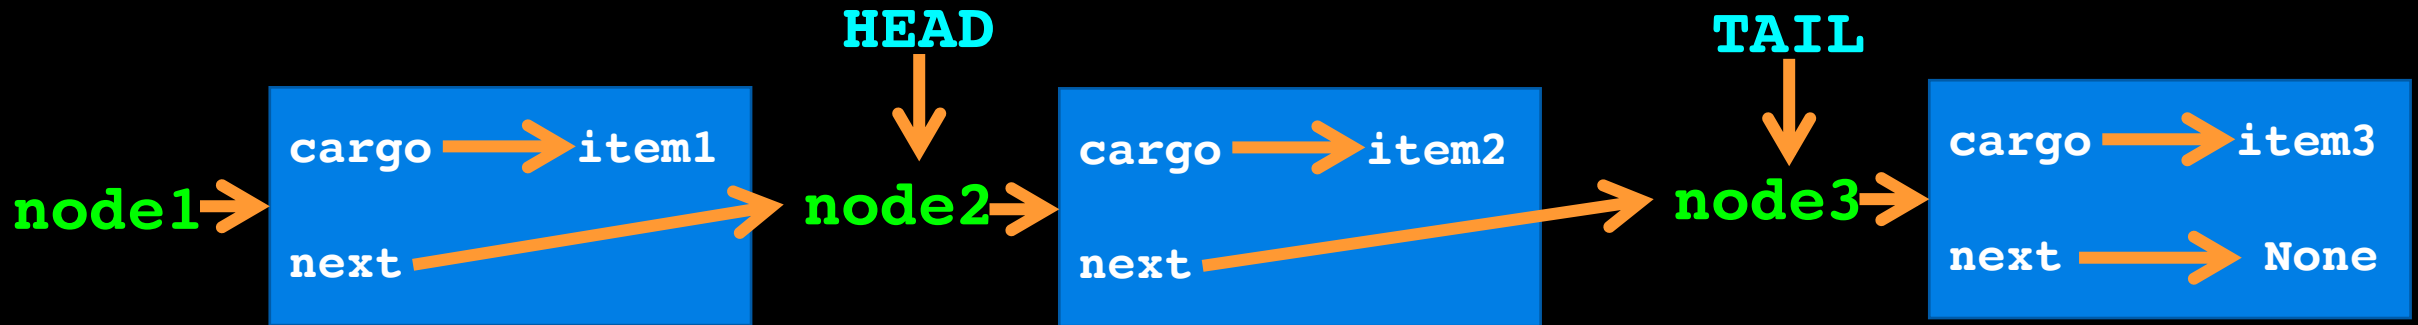 HEAD
TAIL
cargo item1
cargo item2
cargo item3
node1
node2
node3
next
next
next None